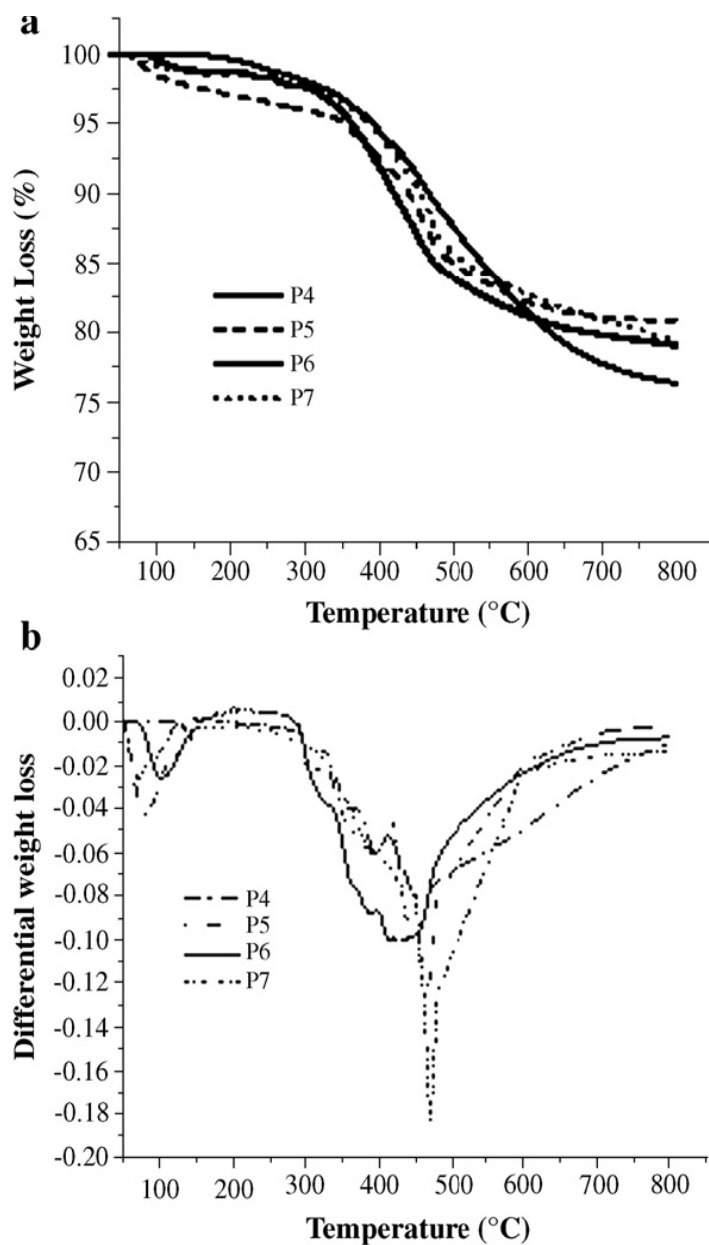 a
100
95
90
85
80
75
70
65
Weight Loss (%)
P4
P5
P6
P7
100 200 300 400 500 600 700 800
Temperature (°C)
b
0.02
0.00
-0.02
-0.04
-0.06
-0.08
-0.10
-0.12
-0.14
-0.16
-0.18
-0.20
Differential weight loss
P4
P5
P6
P7
100 200 300 400 500 600 700 800
Temperature (°C)